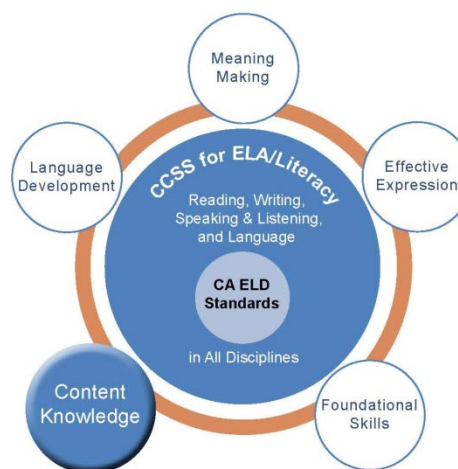 Meaning
Making
Language
Development
Effective
Expression
CCSS for ELA/Literacy
Reading, Writing,
Speaking & Listening,
and Language
CA ELD
Standards
in All Disciplines
Content
Knowledge
Foundational
Skills